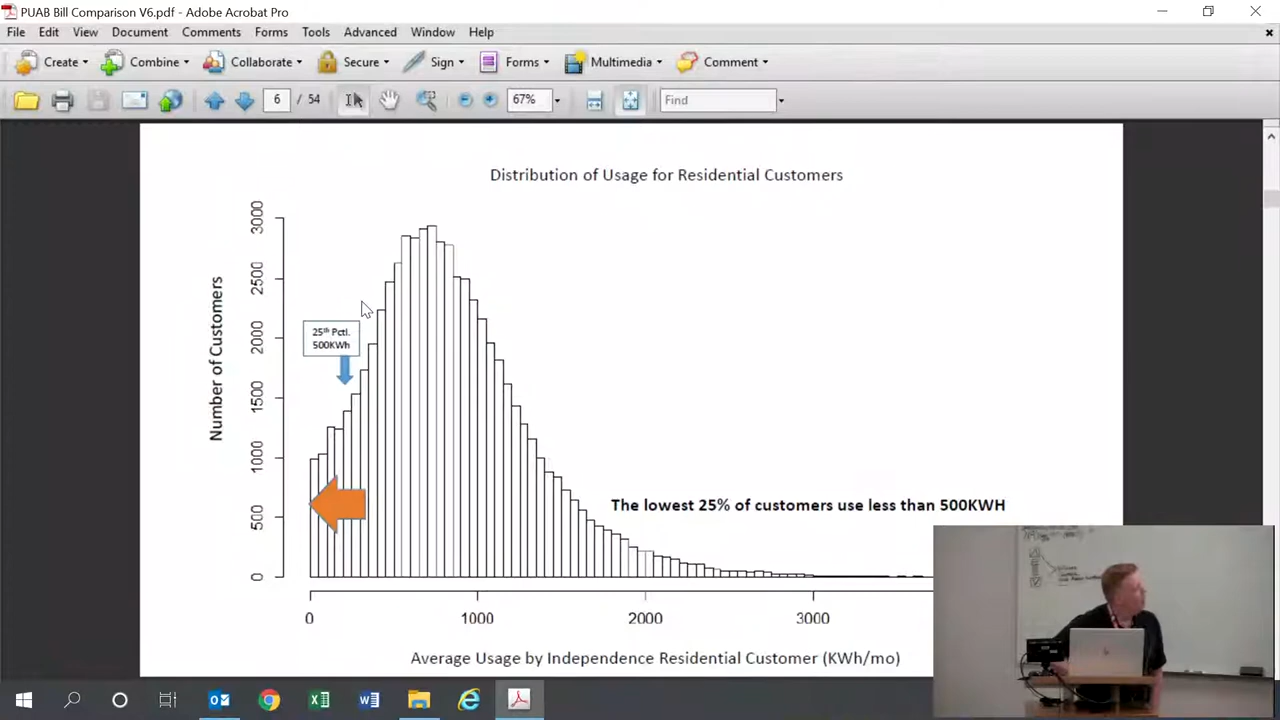 PUAB Bill Comparison V6.pdf - Adobe Acrobat Pro
File Edit View Document Comments Forms Tools Advanced Window Help
Create Combine Collaborate Secure Sign Forms Multimedia Comment
6 / 54 67% Find
Distribution of Usage for Residential Customers
Number of Customers
3000
2500
2000
1500
1000
500
0
25th Pctl.
500KWh
The lowest 25% of customers use less than 500KWH
0 1000 2000 3000
Average Usage by Independence Residential Customer (KWh/mo)